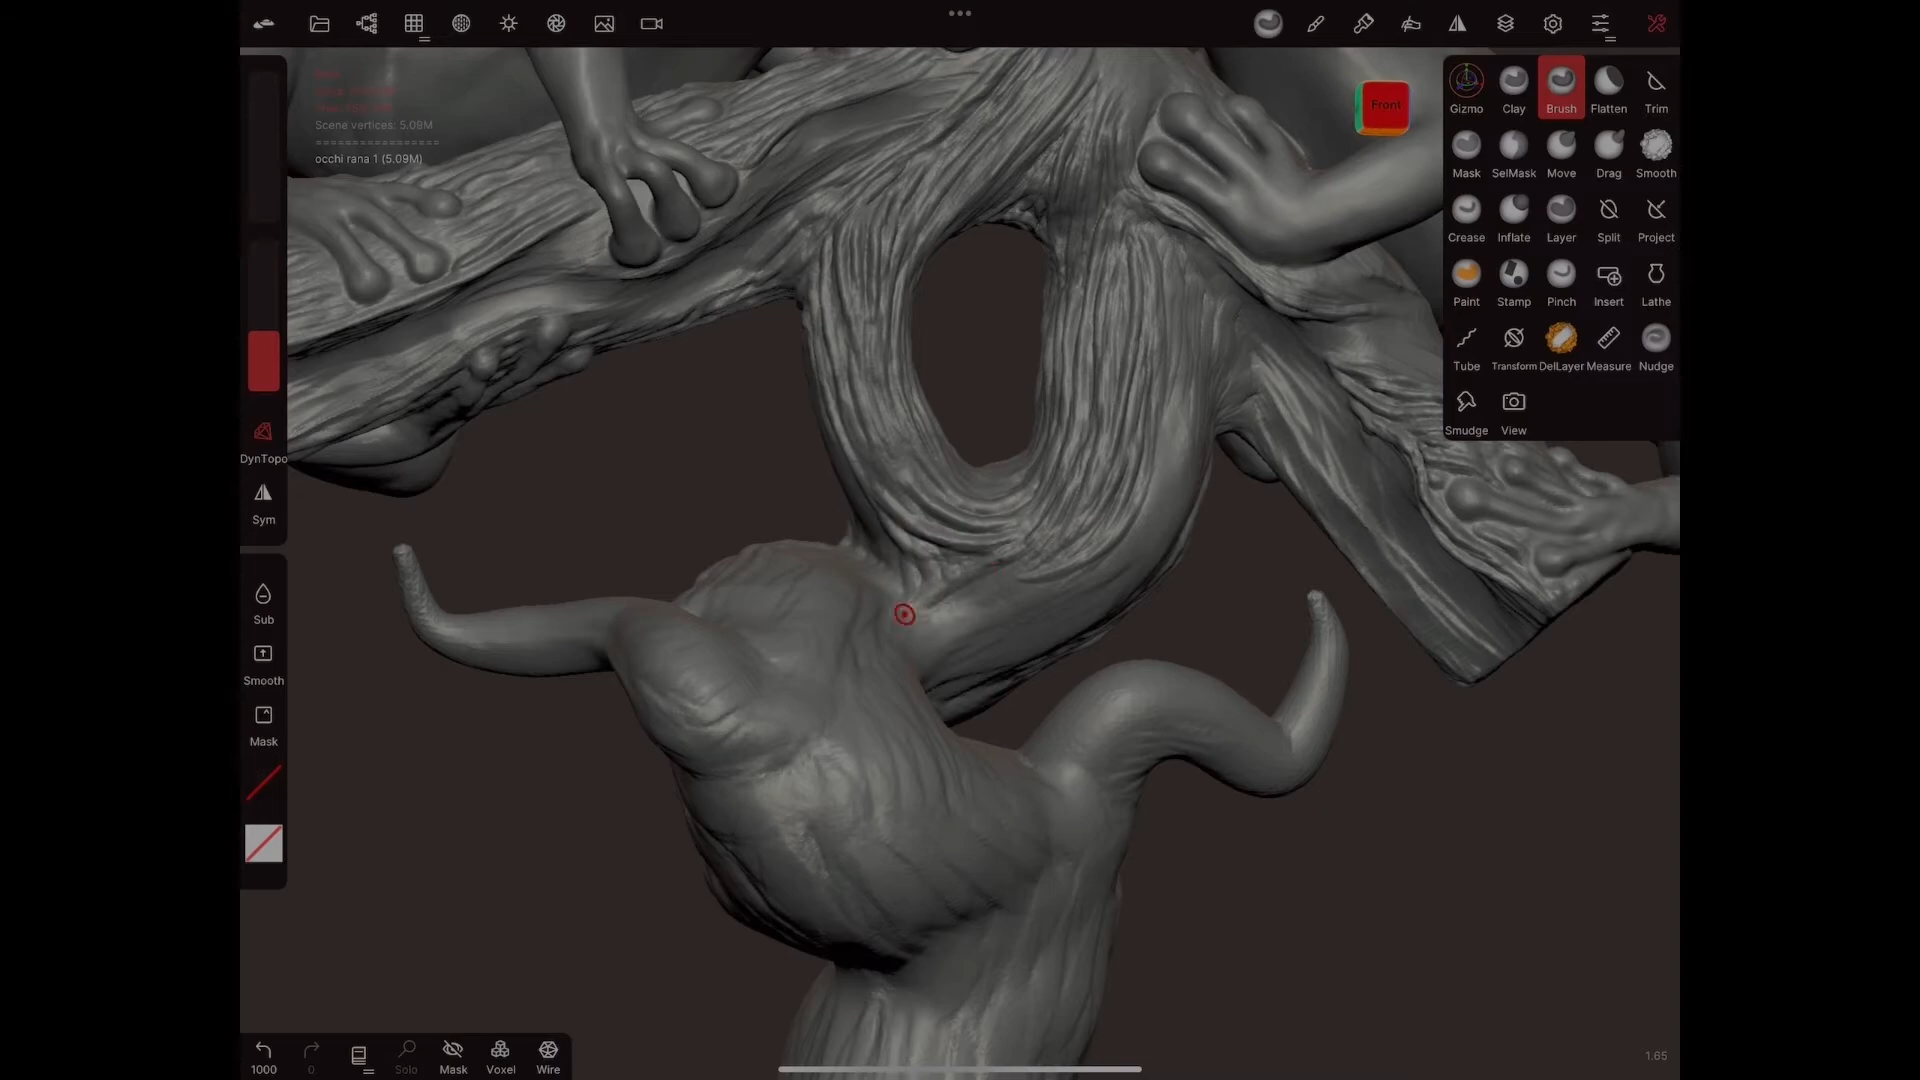 Scene vertices: 5.09M
=================
occhi rana 1 (5.09M)
Front
Gizmo Clay Brush Flatten Trim
Mask SelMask Move Drag Smooth
Crease Inflate Layer Split Project
Paint Stamp Pinch Insert Lathe
Tube Transform DelLayer Measure Nudge
Smudge View
DynTopo
Sym
Sub
Smooth
Mask
1000 0 Solo Mask Voxel Wire
1.65